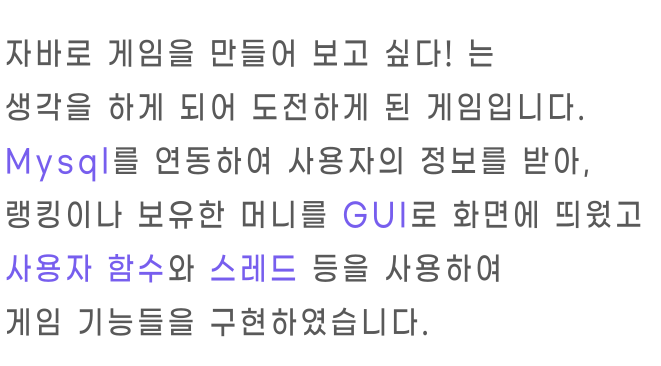 자바로 게임을 만들어 보고 싶다! 는
생각을 하게 되어 도전하게 된 게임입니다.
Mysql를 연동하여 사용자의 정보를 받아,
랭킹이나 보유한 머니를 GUI로 화면에 띄웠고
사용자 함수와 스레드 등을 사용하여
게임 기능들을 구현하였습니다.